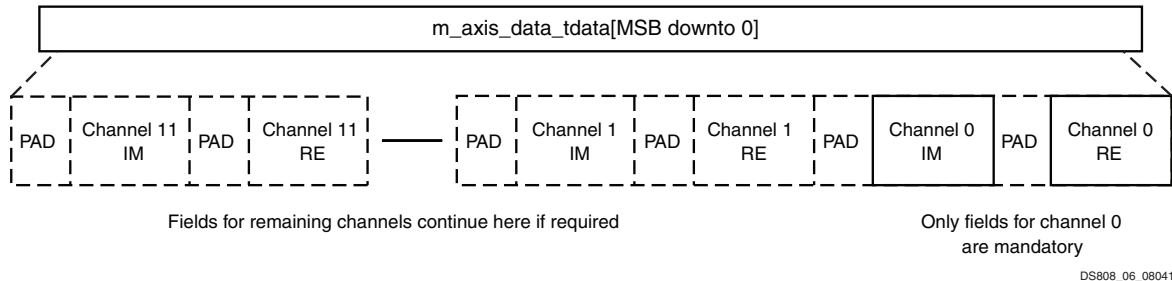 m_axis_data_tdata[MSB downto 0]
PAD
Channel 11
IM
PAD
Channel 11
RE
PAD
Channel 1
IM
PAD
Channel 1
RE
PAD
Channel 0
IM
PAD
Channel 0
RE
Fields for remaining channels continue here if required
Only fields for channel 0
are mandatory
DS808_06_08041